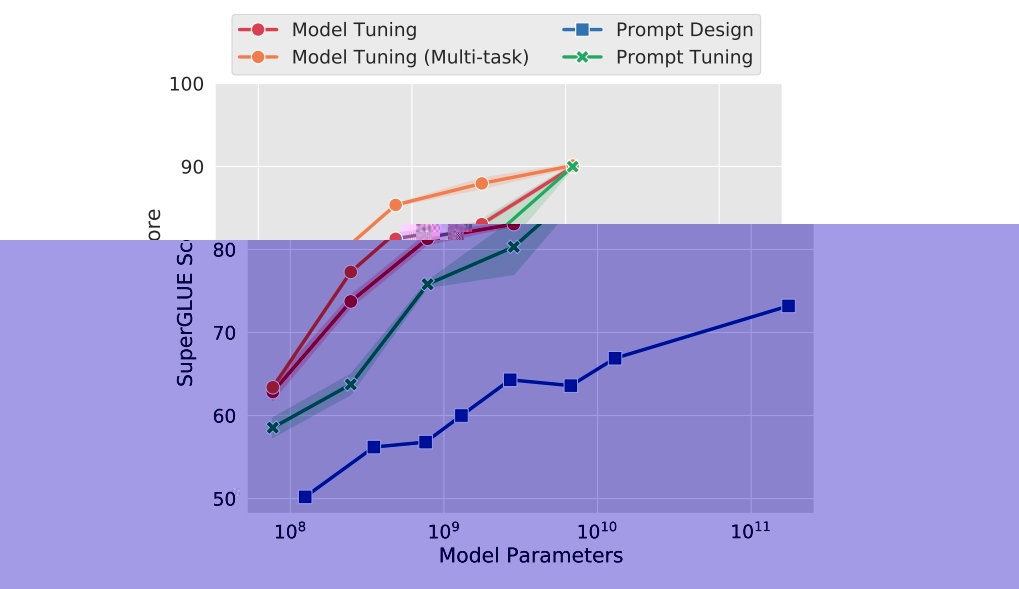 Model Tuning
Model Tuning (Multi-task)
Prompt Design
Prompt Tuning
100
90
80
70
60
50
ore
SuperGLUE Sc
10⁸
10⁹
10¹⁰
10¹¹
Model Parameters